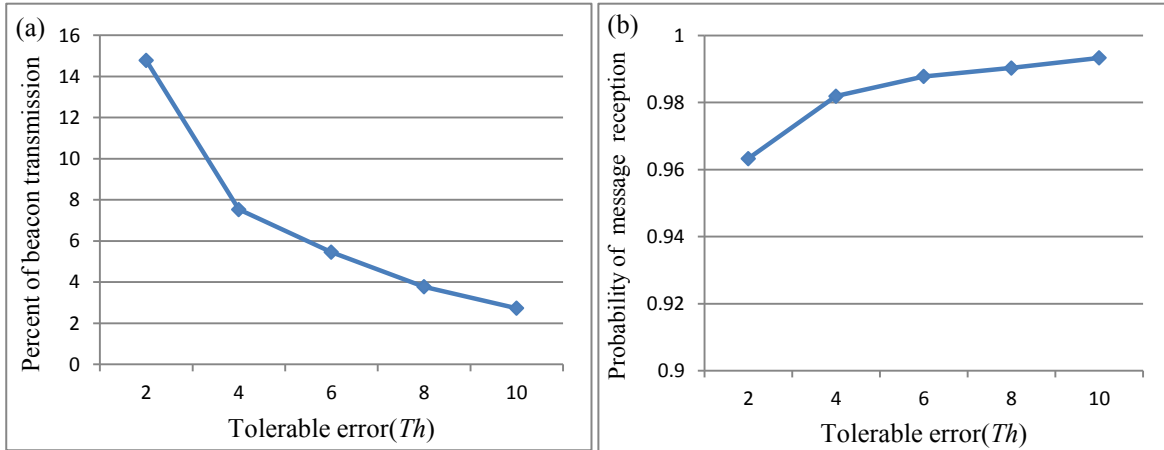 (a)
Percent of beacon transmission
16
14
12
10
8
6
4
2
0
2 4 6 8 10
Tolerable error(Th)
(b)
Probability of message reception
1
0.98
0.96
0.94
0.92
0.9
2 4 6 8 10
Tolerable error(Th)